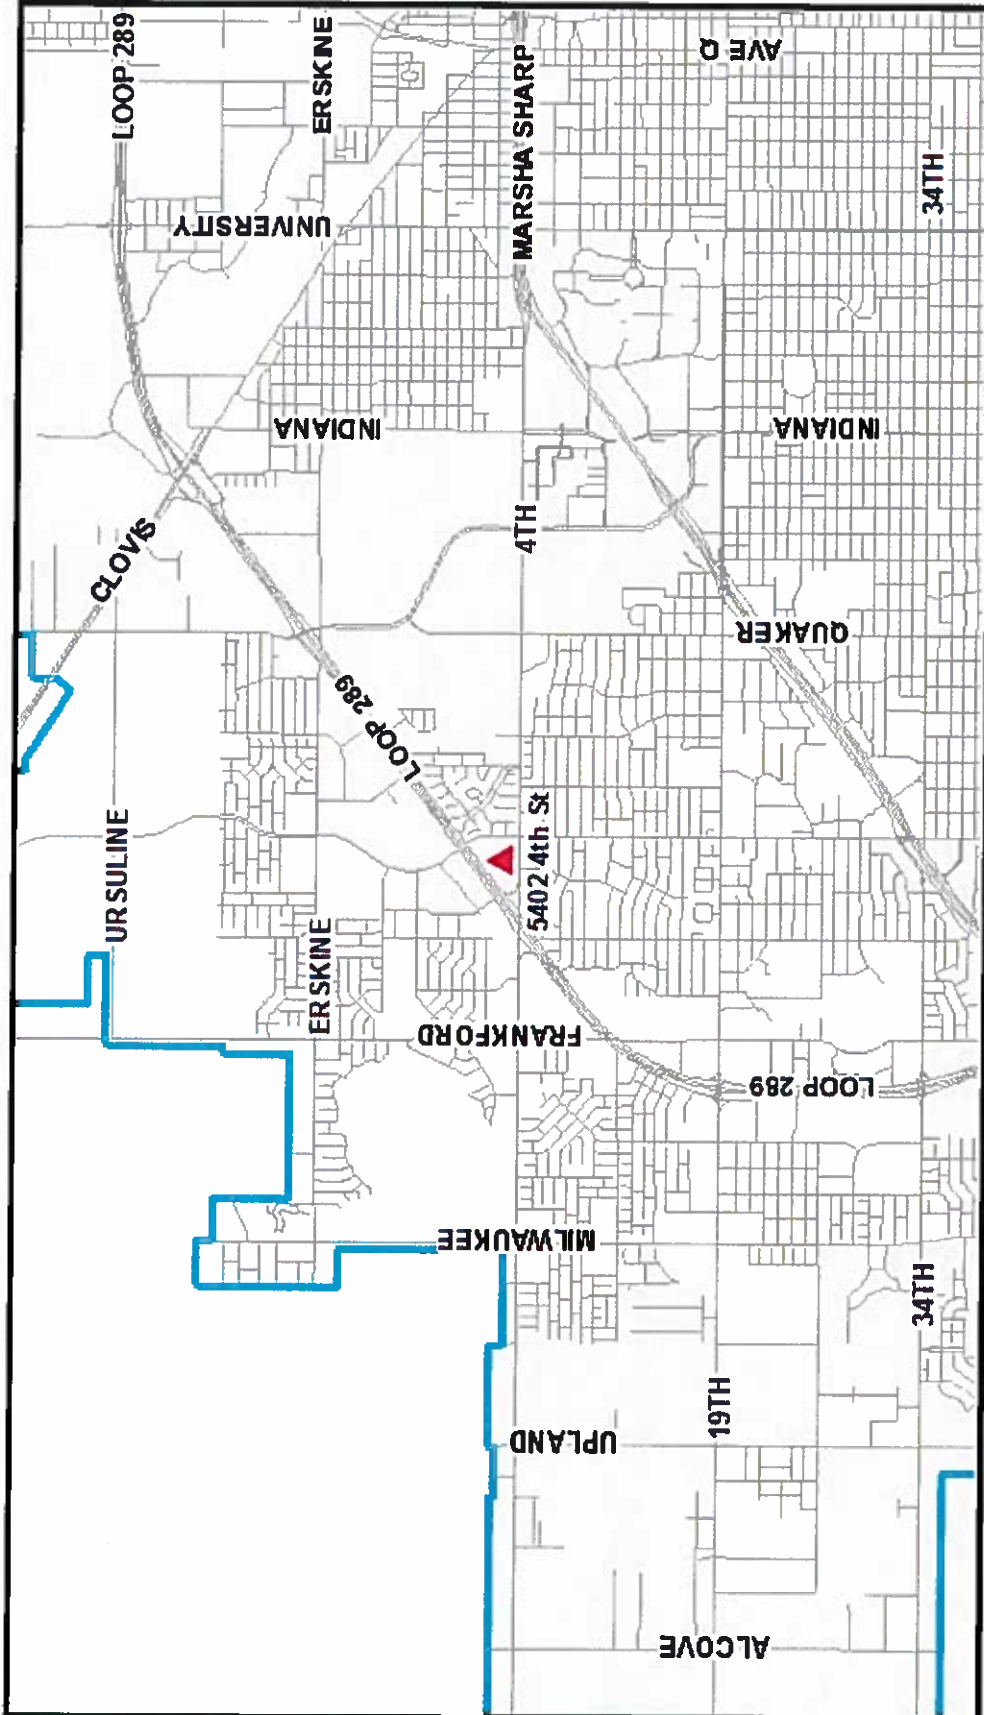 URSULINE
CLOVIS
LOOP 289
UNIVERSITY
ERSKINE
INDIANA
ERSKINE
LOOP 289
MILWAUKEE
FRANKFORD
4TH
MARSHA SHARP
5402 4th St
UPLAND
ALCOVE
19TH
AVE Q
LOOP 289
QUAKER
INDIANA
34TH
34TH